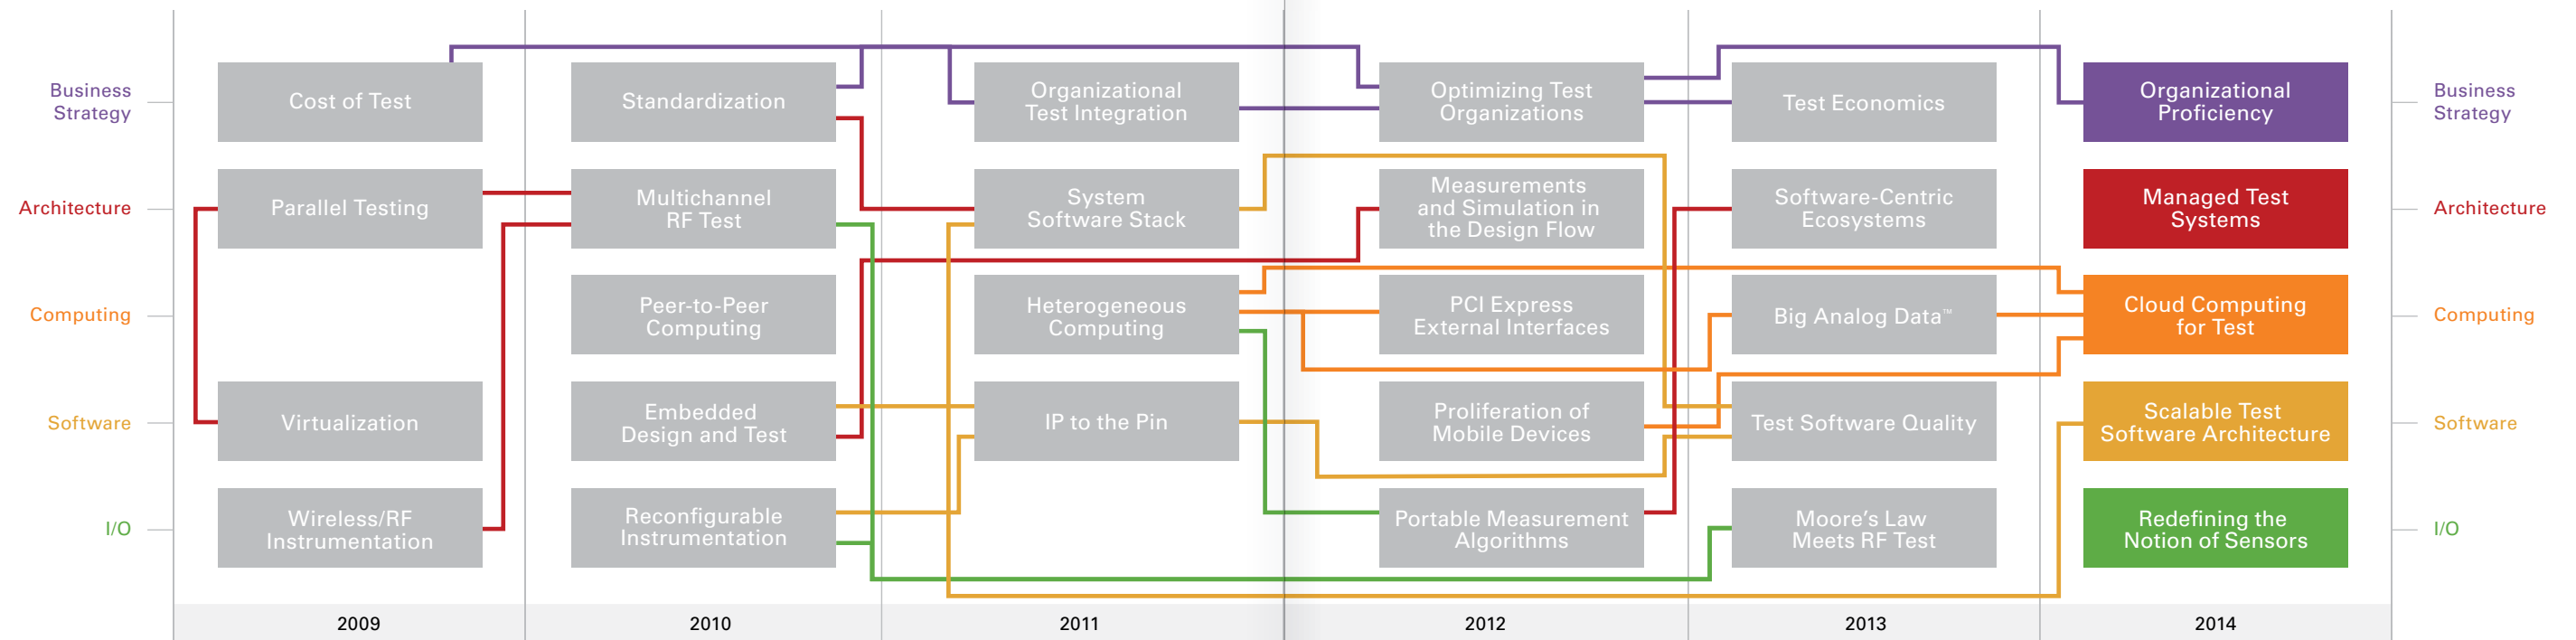 Business
Strategy
Cost of Test
Standardization
Organizational
Test Integration
Optimizing Test
Organizations
Test Economics
Organizational
Proficiency
Business
Strategy
Architecture
Parallel Testing
Multichannel
RF Test
System
Software Stack
Measurements
and Simulation in
the Design Flow
Software-Centric
Ecosystems
Managed Test
Systems
Architecture
Computing
Peer-to-Peer
Computing
Heterogeneous
Computing
PCI Express
External Interfaces
Big Analog Data™
Cloud Computing
for Test
Computing
Software
Virtualization
Embedded
Design and Test
IP to the Pin
Proliferation of
Mobile Devices
Test Software Quality
Scalable Test
Software Architecture
Software
I/O
Wireless/RF
Instrumentation
Reconfigurable
Instrumentation
Portable Measurement
Algorithms
Moore’s Law
Meets RF Test
Redefining the
Notion of Sensors
I/O
2009
2010
2011
2012
2013
2014